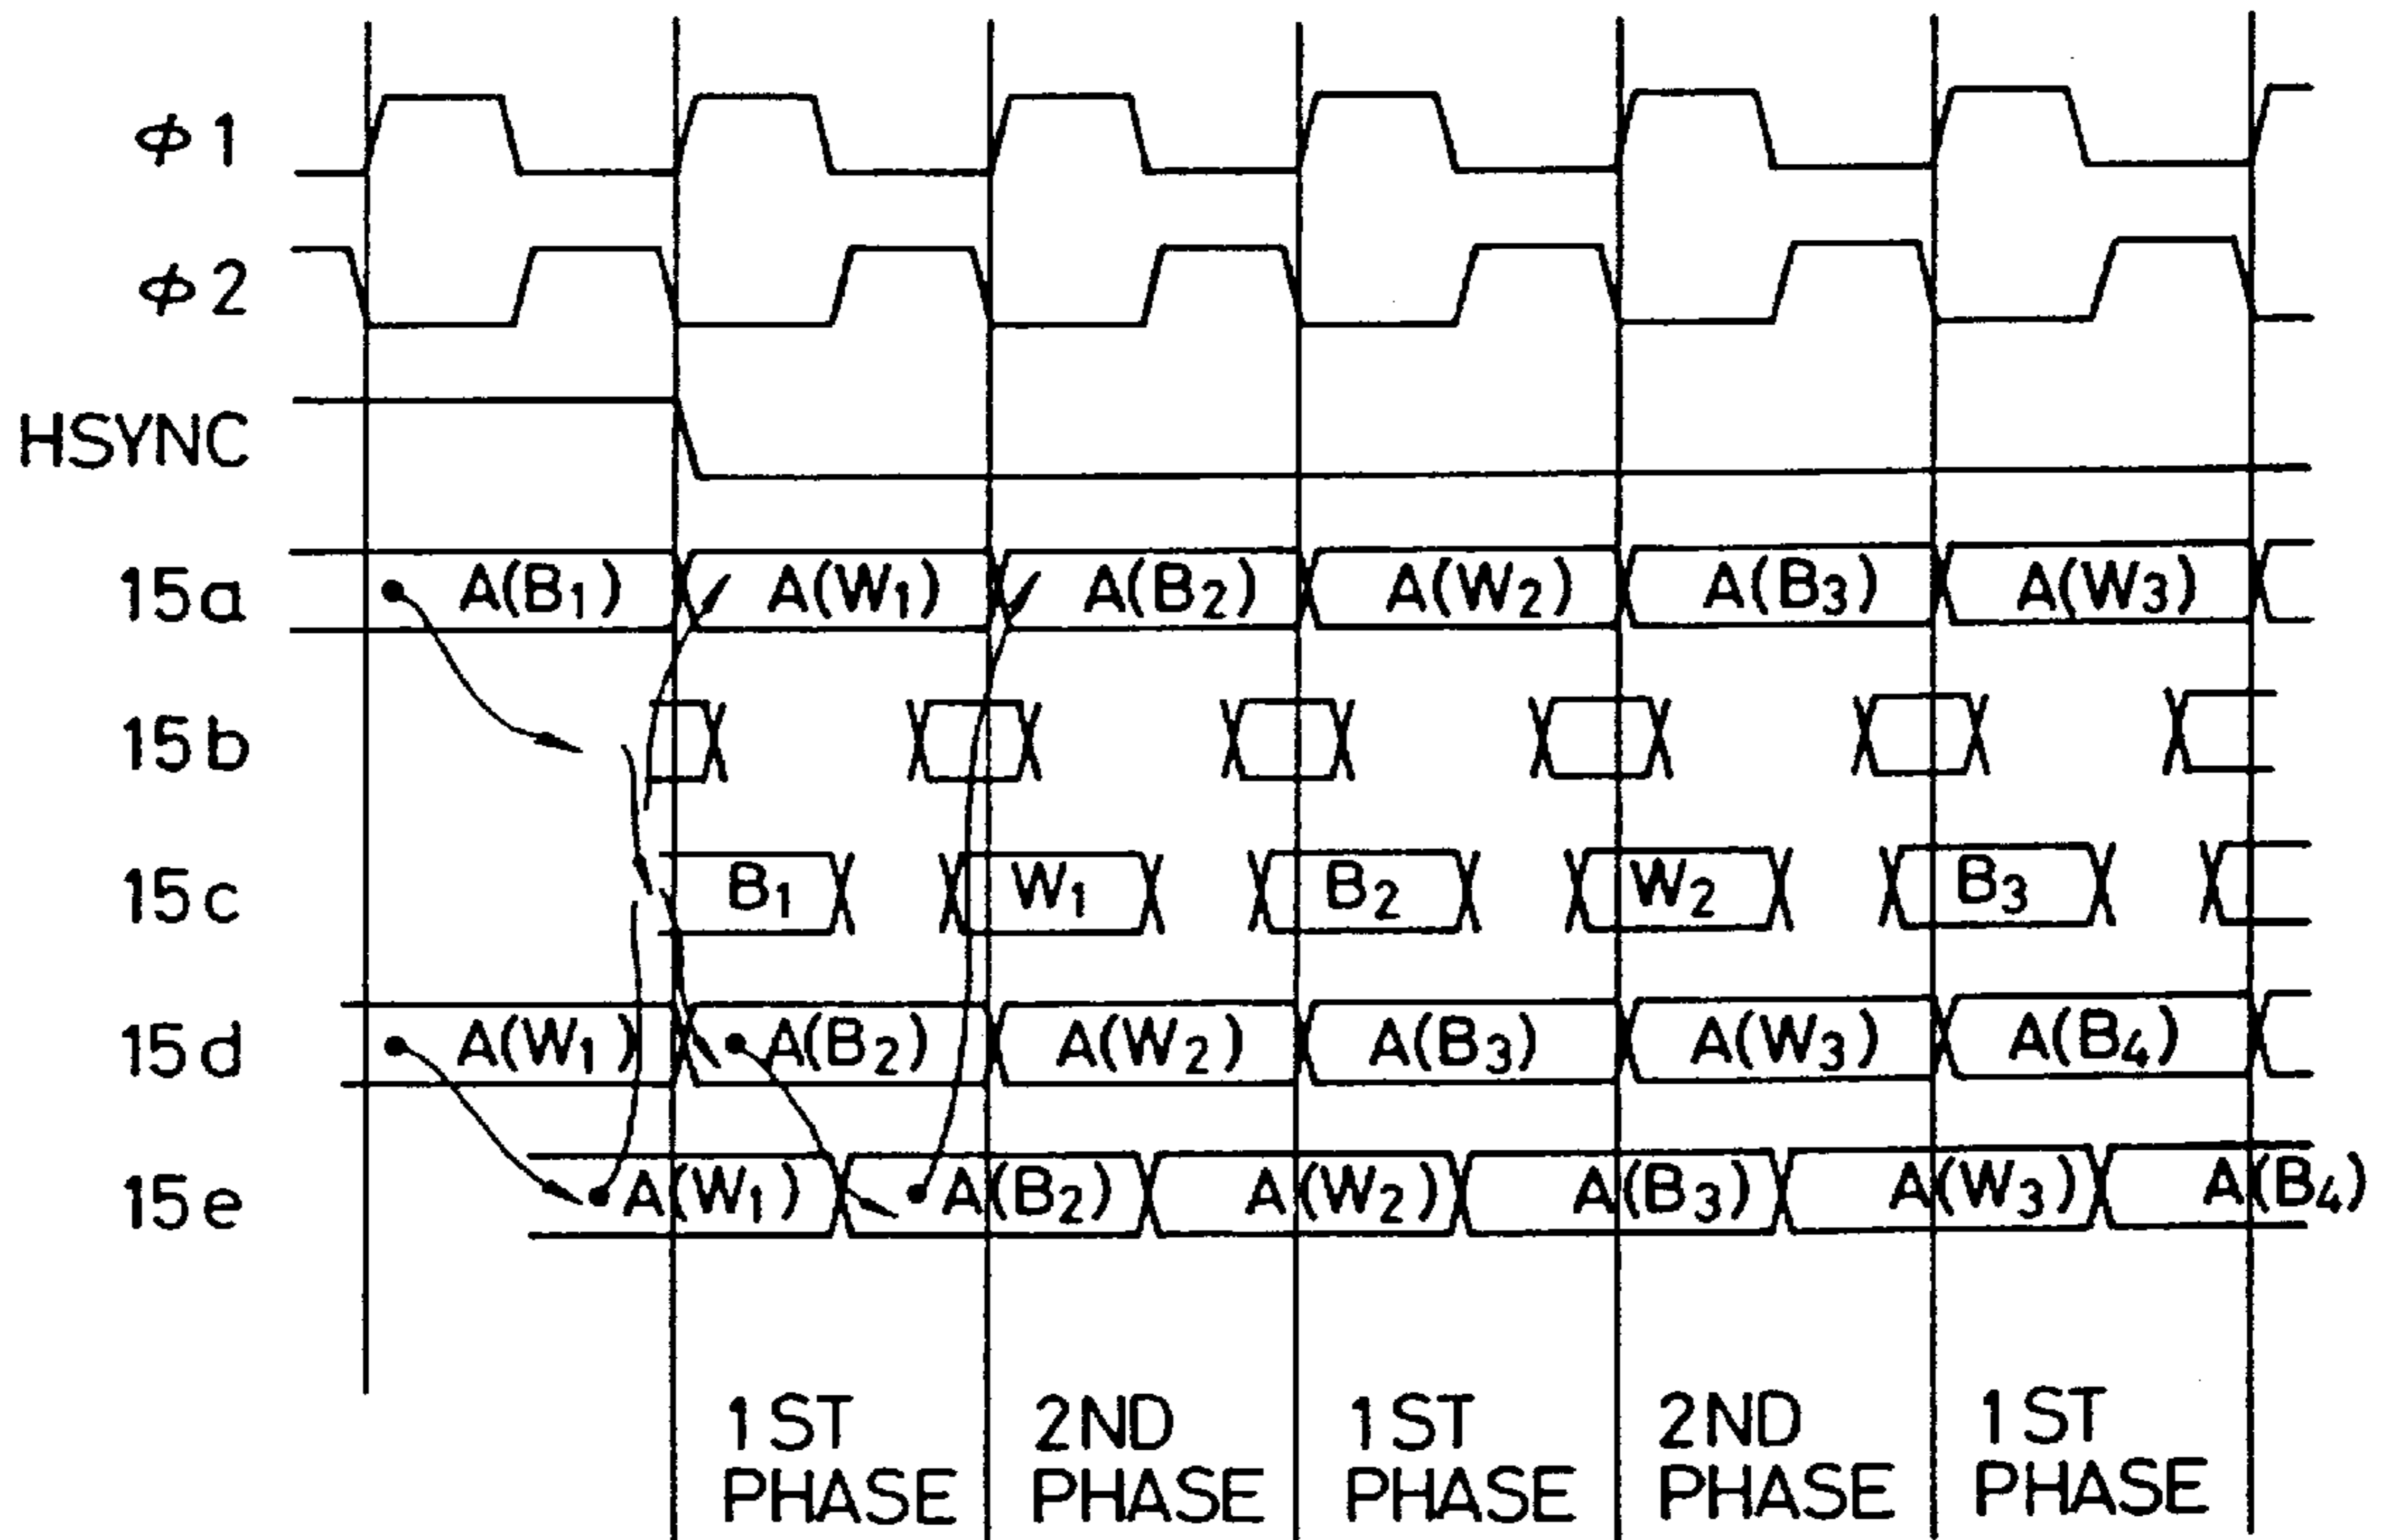 ϕ1
ϕ2
HSYNC
15a A(B₁) A(W₁) A(B₂) A(W₂) A(B₃) A(W₃)
15b
15c B₁ W₁ B₂ W₂ B₃
15d A(W₁) A(B₂) A(W₂) A(B₃) A(W₃) A(B₄)
15e A(W₁) A(B₂) A(W₂) A(B₃) A(W₃) A(B₄)
1ST 2ND 1ST 2ND 1ST
PHASE PHASE PHASE PHASE PHASE